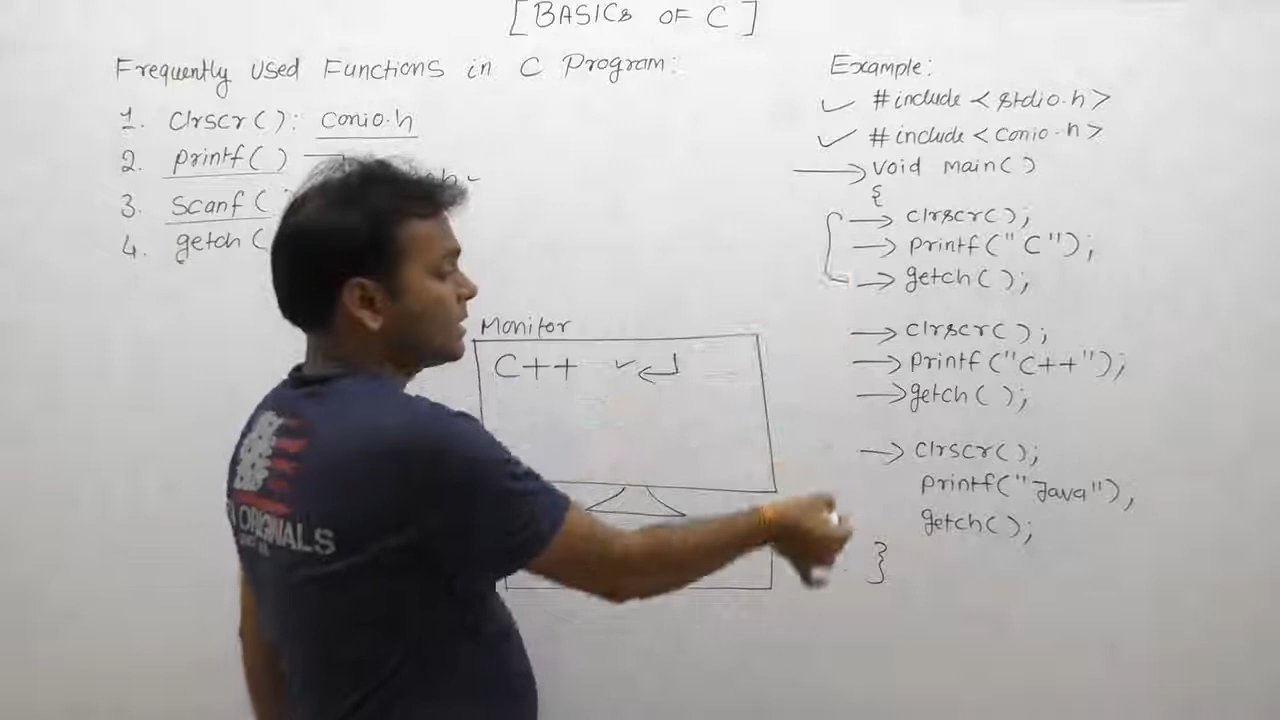 [BASICs OF C]
Frequently used Functions in C Program:
1. Clrscr(): conio.h
2. printf()
3. scanf(
4. getch(
Monitor
C++
Example:
#include <stdio.h>
#include <conio.h>
void main()
{
clrscr();
printf("C");
getch();
clrscr();
printf("C++");
getch();
clrscr();
printf("Java"),
getch();
}
ORIGINALS